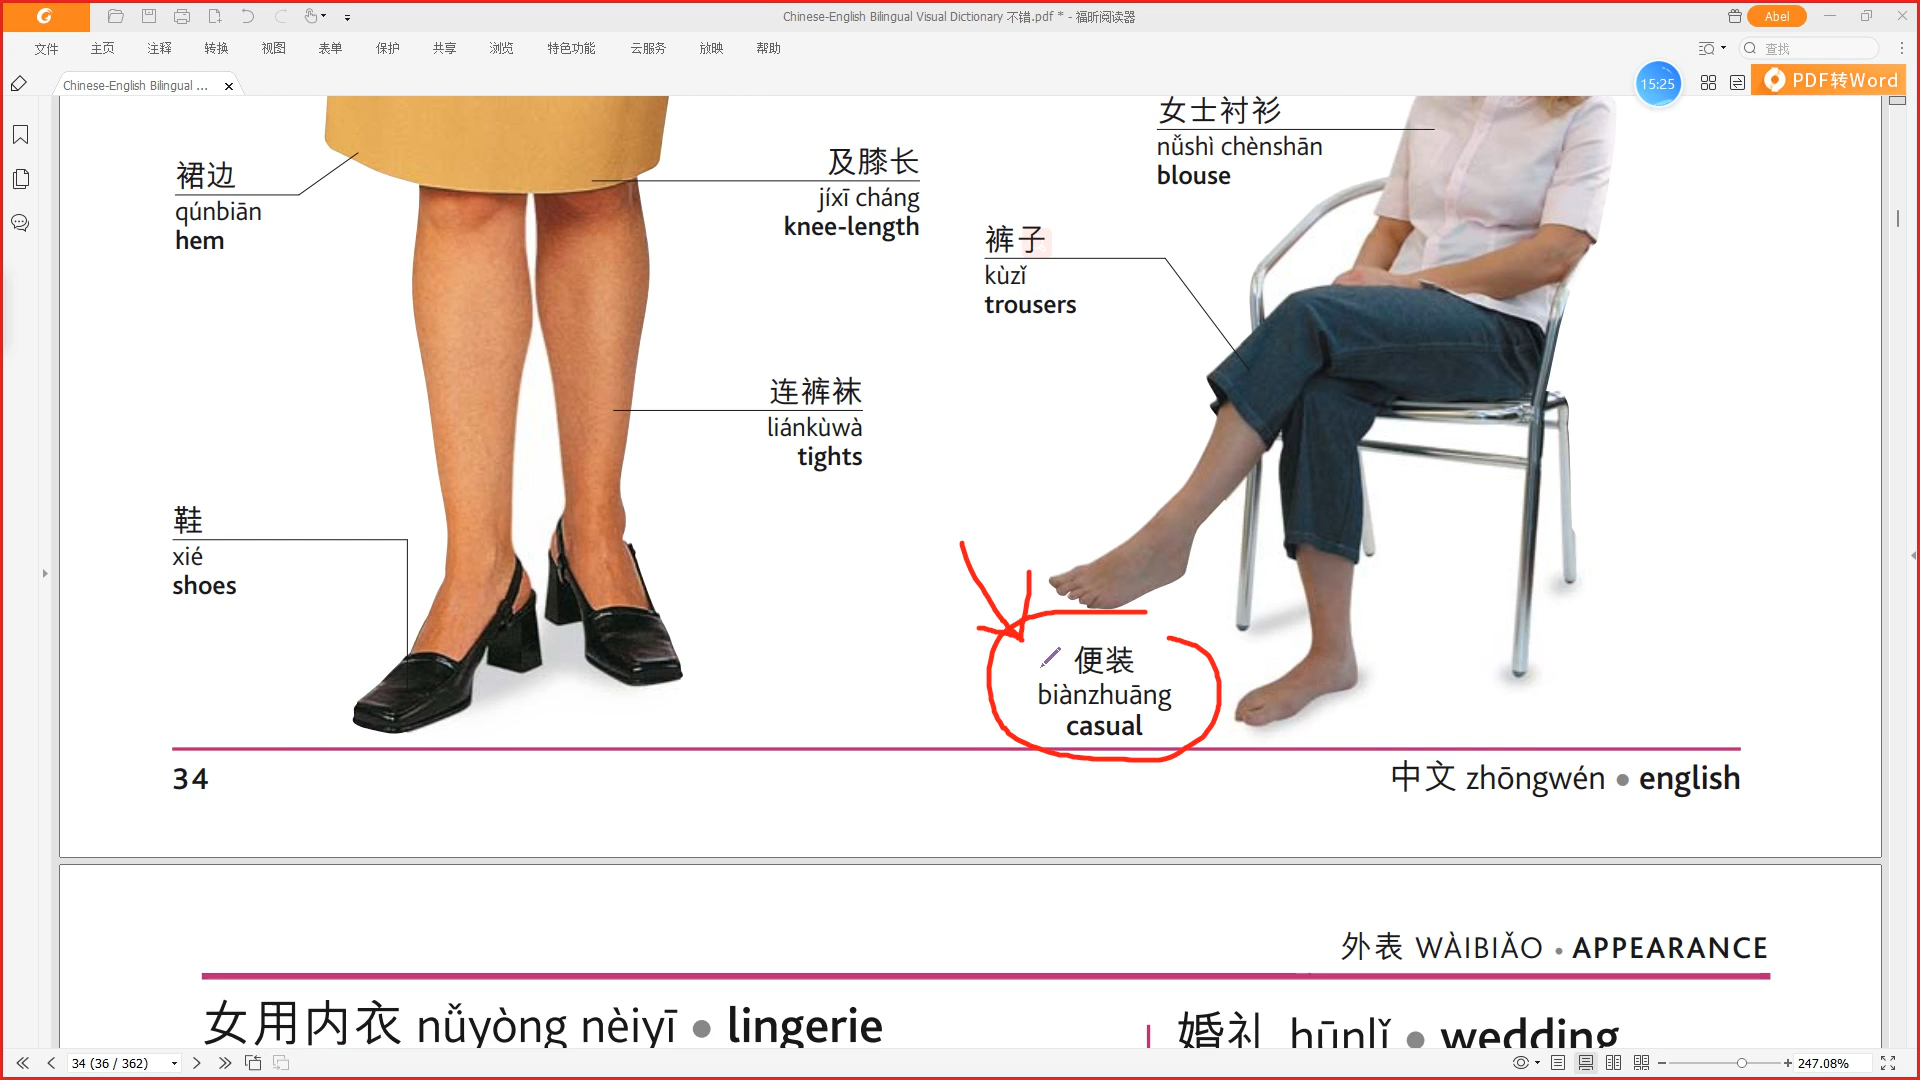 Chinese-English Bilingual Visual Dictionary 不错.pdf * - 福昕阅读器
Abel
文件 主页 注释 转换 视图 表单 保护 共享 浏览 特色功能 云服务 放映 帮助
查找
Chinese-English Bilingual ...
15:25
PDF转Word
裙边
qúnbiān
hem
及膝长
jíxī cháng
knee-length
连裤袜
liánkùwà
tights
鞋
xié
shoes
女士衬衫
nǚshì chènshān
blouse
裤子
kùzǐ
trousers
便装
biànzhuāng
casual
34
中文 zhōngwén ● english
外表 WÀIBIǍO • APPEARANCE
女用内衣 nǚyòng nèiyī ● lingerie
婚礼 hūnlǐ ● wedding
34 (36 / 362)
247.08%